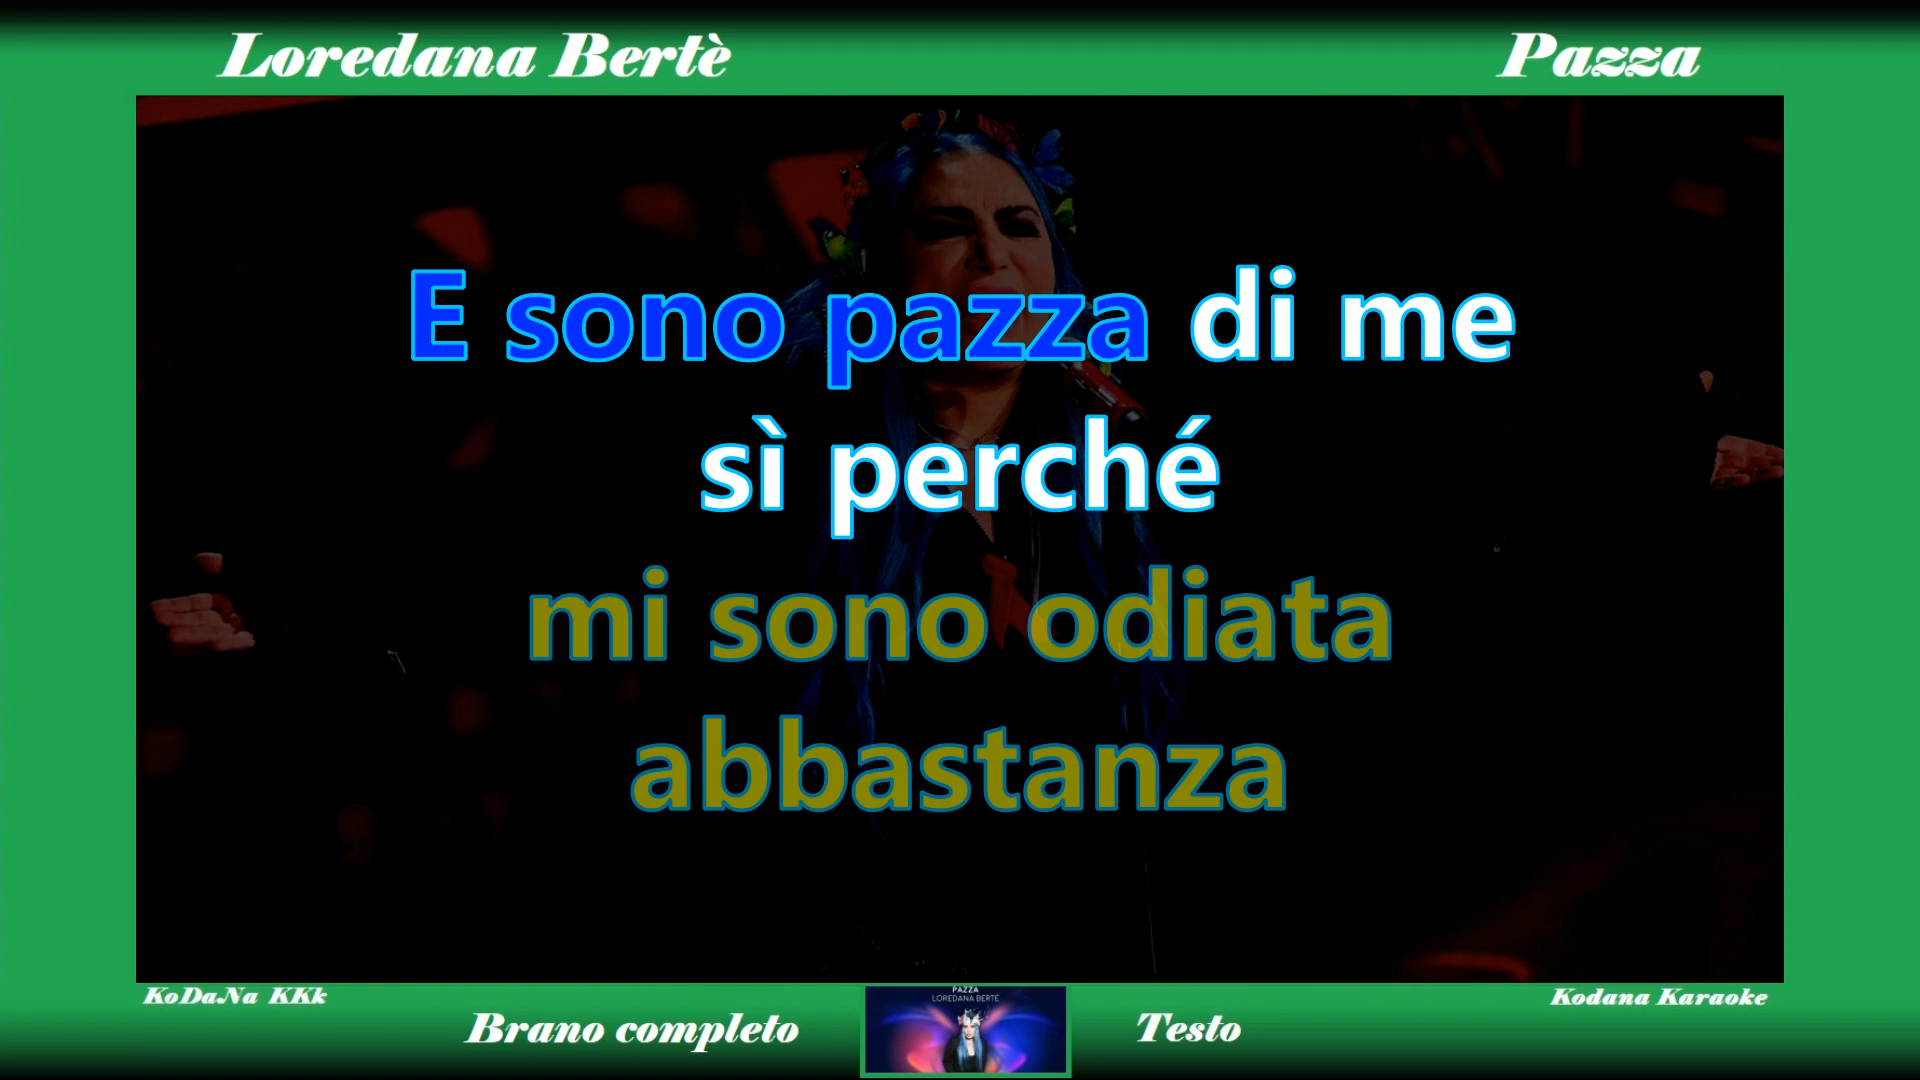 Loredana Bertè
Pazza
E sono pazza di me
sì perché
mi sono odiata
abbastanza
KoDaNa KKk
Kodana Karaoke
Brano completo
PAZZA
LOREDANA BERTÉ
Testo